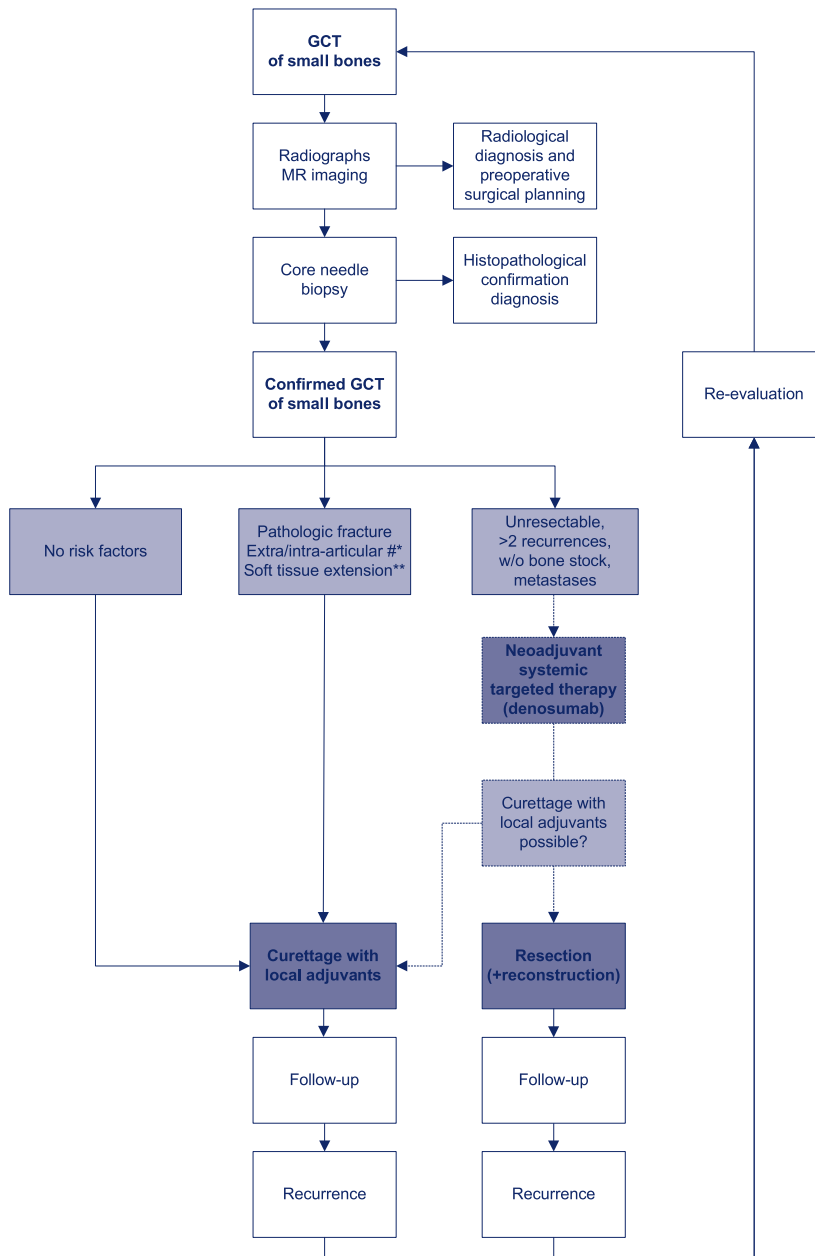 GCT
of small bones
Radiographs
MR imaging
Radiological
diagnosis and
preoperative
surgical planning
Core needle
biopsy
Histopathological
confirmation
diagnosis
Confirmed GCT
of small bones
Re-evaluation
No risk factors
Pathologic fracture
Extra/intra-articular #*
Soft tissue extension**
Unresectable,
>2 recurrences,
w/o bone stock,
metastases
Neoadjuvant
systemic
targeted therapy
(denosumab)
Curettage with
local adjuvants
possible?
Curettage with
local adjuvants
Resection
(+reconstruction)
Follow-up
Follow-up
Recurrence
Recurrence